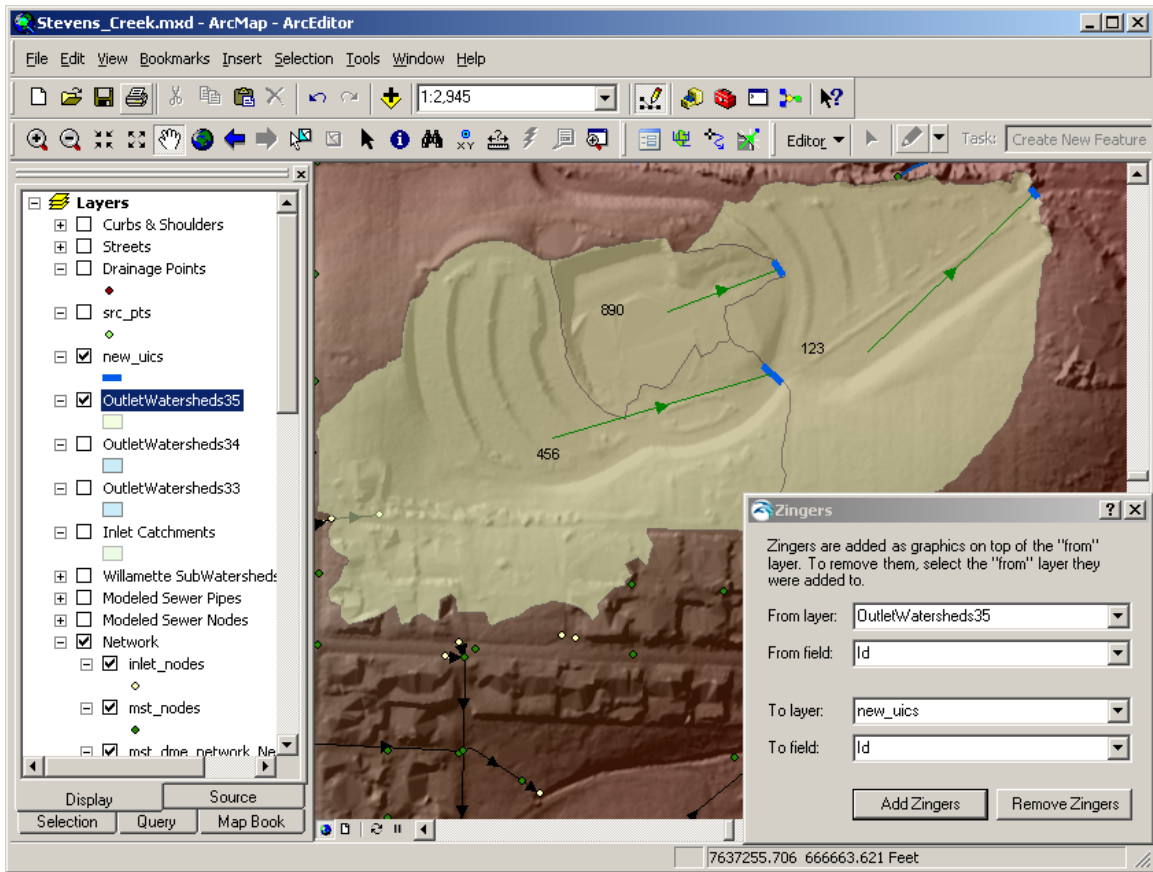 Stevens_Creek.mxd - ArcMap - ArcEditor
File Edit View Bookmarks Insert Selection Tools Window Help
1:2,945
Editor Task: Create New Feature
Layers
Curbs & Shoulders
Streets
Drainage Points
src_pts
new_uics
OutletWatersheds35
OutletWatersheds34
OutletWatersheds33
Inlet Catchments
Willamette SubWatersheds
Modeled Sewer Pipes
Modeled Sewer Nodes
Network
inlet_nodes
mst_nodes
mst_dme_network_Ne
Display Source
Selection Query Map Book
890
123
456
Zingers
Zingers are added as graphics on top of the "from"
layer. To remove them, select the "from" layer they
were added to.
From layer: OutletWatersheds35
From field: Id
To layer: new_uics
To field: Id
Add Zingers Remove Zingers
7637255.706 666663.621 Feet